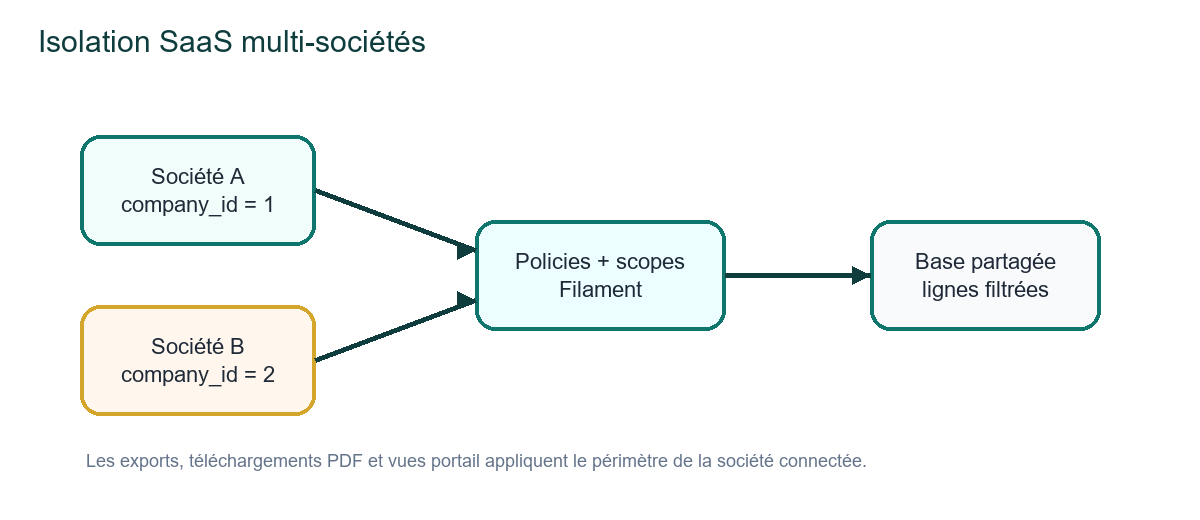 Isolation SaaS multi-sociétés
Société A
company_id = 1
Société B
company_id = 2
Policies + scopes
Filament
Base partagée
lignes filtrées
Les exports, téléchargements PDF et vues portail appliquent le périmètre de la société connectée.